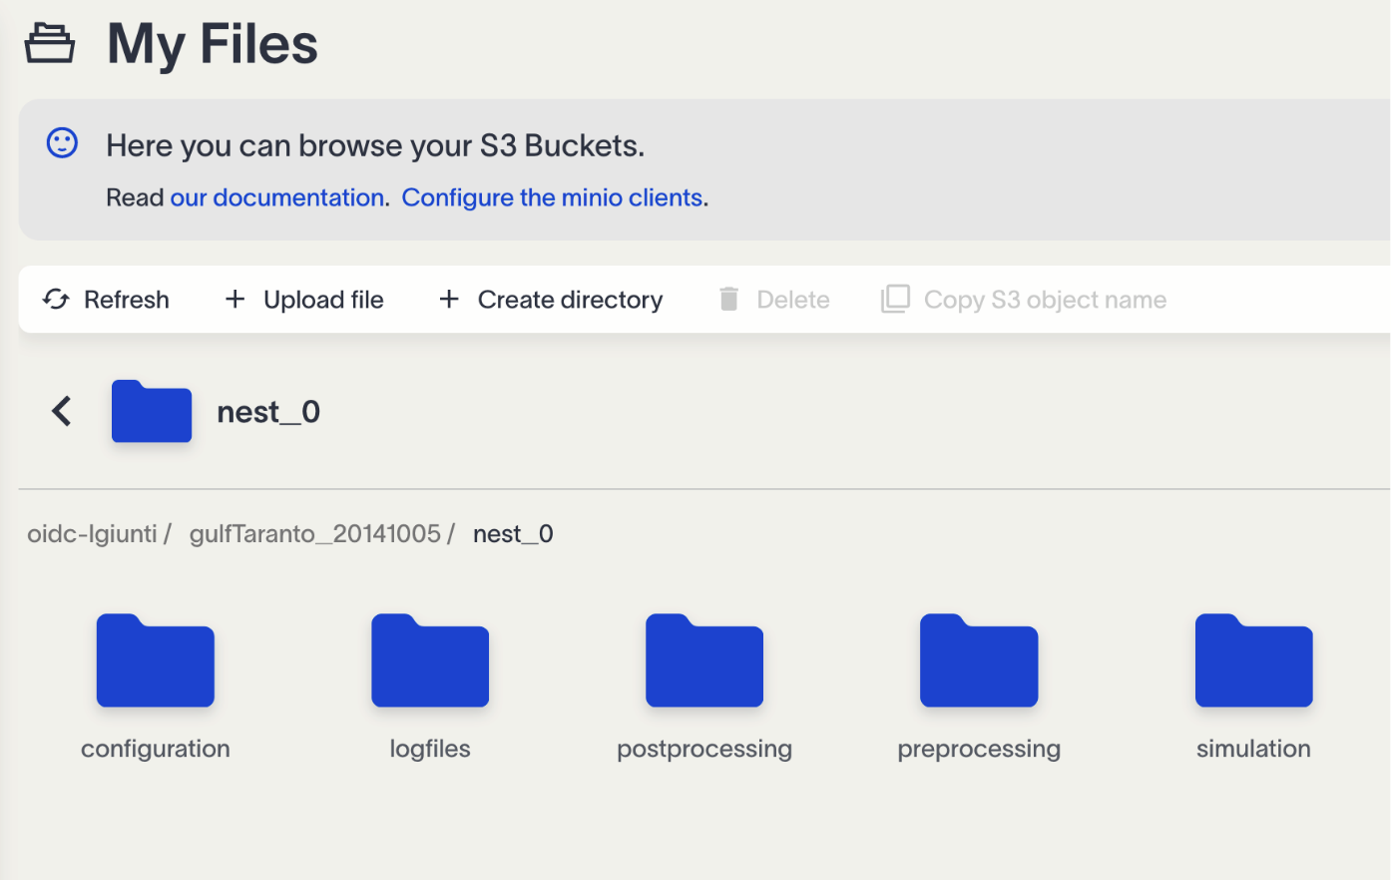 My Files
Here you can browse your S3 Buckets.
Read our documentation. Configure the minio clients.
Refresh + Upload file + Create directory Delete Copy S3 object name
nest_0
oidc-lgiunti / gulfTaranto_20141005 / nest_0
configuration logfiles postprocessing preprocessing simulation